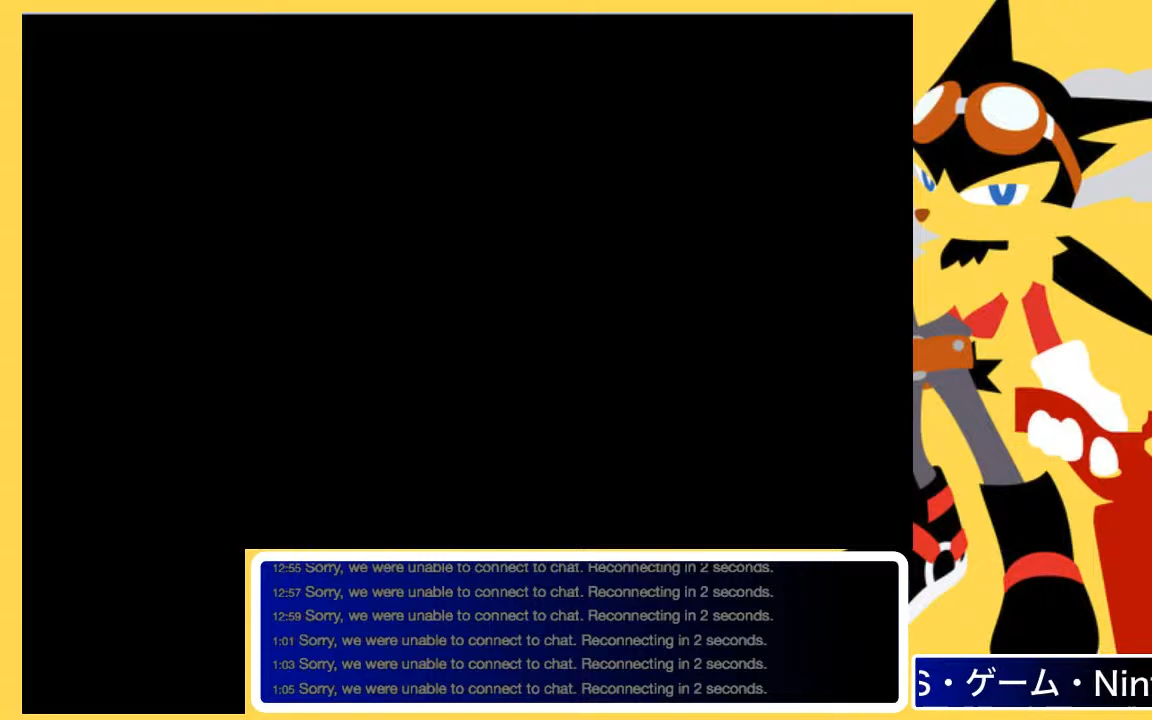 12:55 Sorry, we were unable to connect to chat. Reconnecting in 2 seconds.
12:57 Sorry, we were unable to connect to chat. Reconnecting in 2 seconds.
12:59 Sorry, we were unable to connect to chat. Reconnecting in 2 seconds.
1:01 Sorry, we were unable to connect to chat. Reconnecting in 2 seconds.
1:03 Sorry, we were unable to connect to chat. Reconnecting in 2 seconds.
1:05 Sorry, we were unable to connect to chat. Reconnecting in 2 seconds.
S・ゲーム・Nin